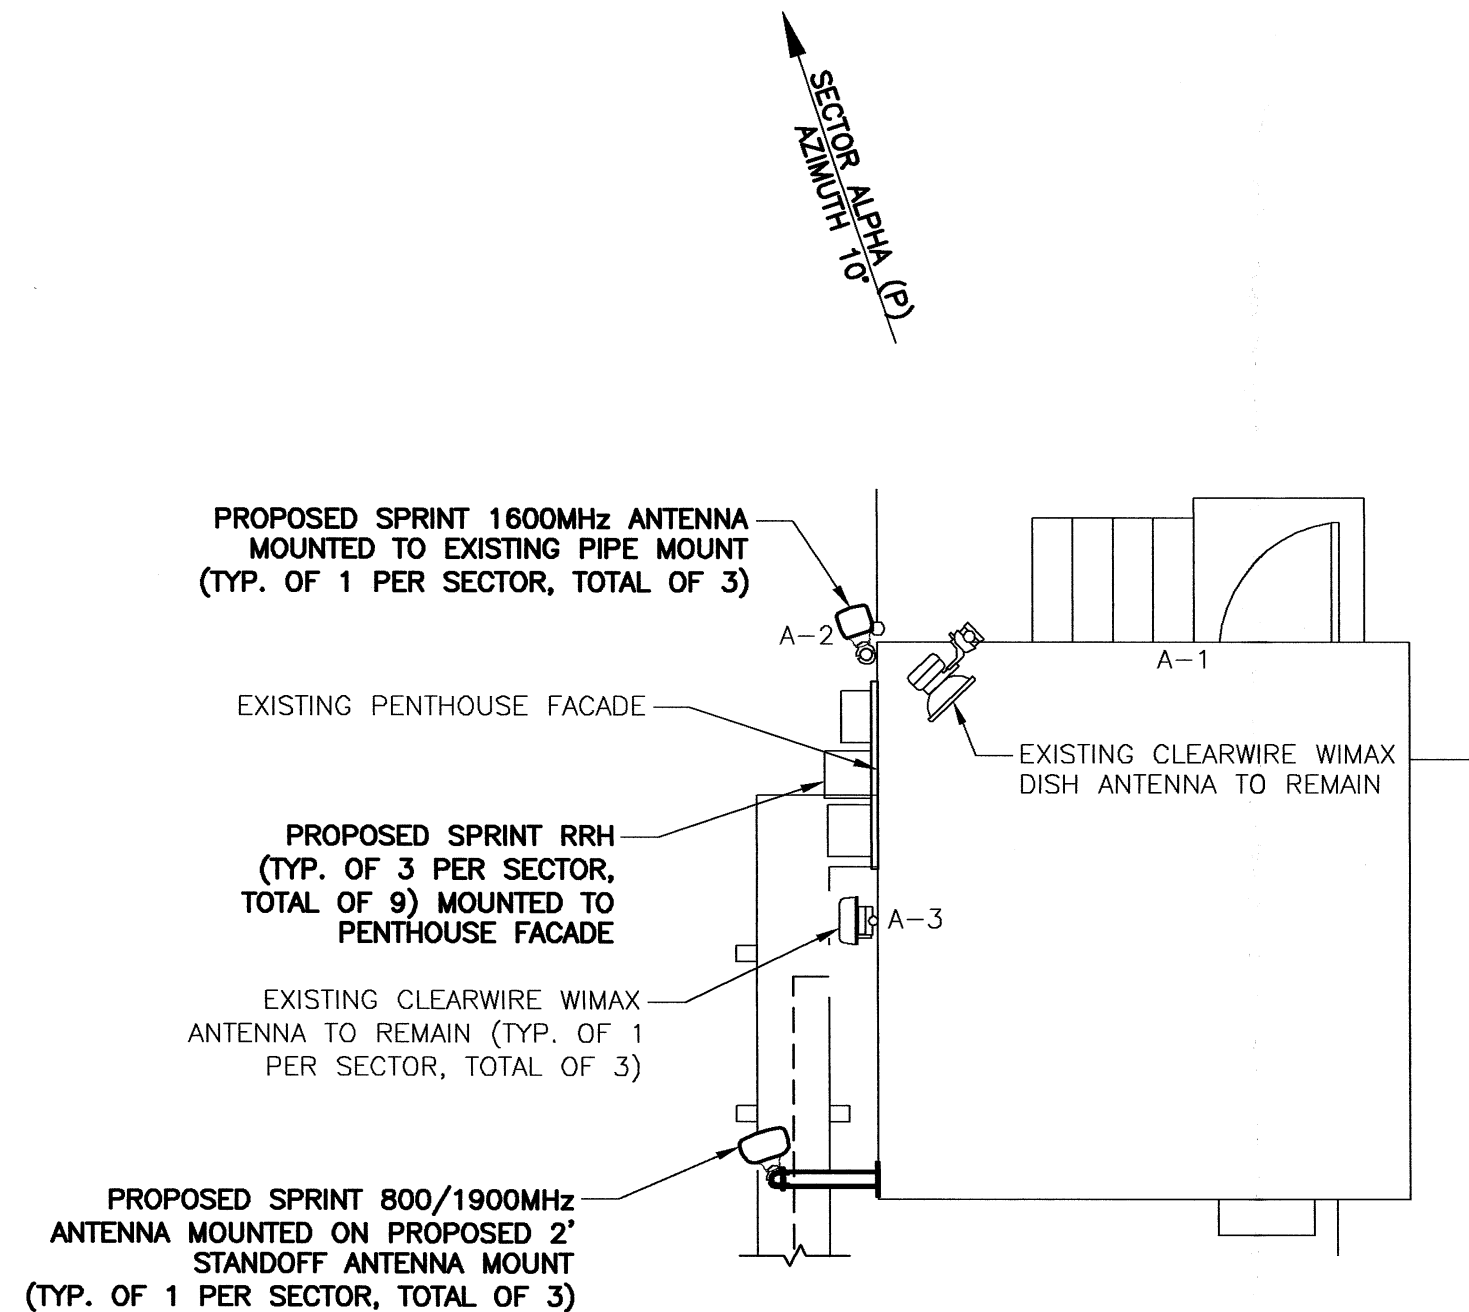 SECTOR ALPHA (P)
AZIMUTH 10°
PROPOSED SPRINT 1600MHz ANTENNA
MOUNTED TO EXISTING PIPE MOUNT
(TYP. OF 1 PER SECTOR, TOTAL OF 3)
A-2
A-1
EXISTING PENTHOUSE FACADE
EXISTING CLEARWIRE WIMAX
DISH ANTENNA TO REMAIN
PROPOSED SPRINT RRH
(TYP. OF 3 PER SECTOR,
TOTAL OF 9) MOUNTED TO
PENTHOUSE FACADE
A-3
EXISTING CLEARWIRE WIMAX
ANTENNA TO REMAIN (TYP. OF 1
PER SECTOR, TOTAL OF 3)
PROPOSED SPRINT 800/1900MHz
ANTENNA MOUNTED ON PROPOSED 2'
STANDOFF ANTENNA MOUNT
(TYP. OF 1 PER SECTOR, TOTAL OF 3)